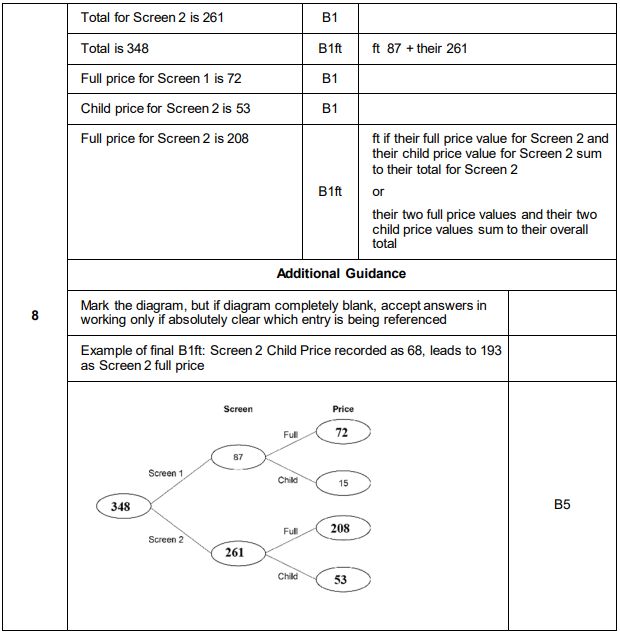 Total for Screen 2 is 261
B1
Total is 348
B1ft
ft 87 + their 261
Full price for Screen 1 is 72
B1
Child price for Screen 2 is 53
B1
Full price for Screen 2 is 208
B1ft
ft if their full price value for Screen 2 and
their child price value for Screen 2 sum
to their total for Screen 2
or
their two full price values and their two
child price values sum to their overall
total
Additional Guidance
8
Mark the diagram, but if diagram completely blank, accept answers in
working only if absolutely clear which entry is being referenced
Example of final B1ft: Screen 2 Child Price recorded as 68, leads to 193
as Screen 2 full price
Screen
Price
Full
72
87
Screen 1
Child
15
348
B5
Full
208
Screen 2
261
Child
53